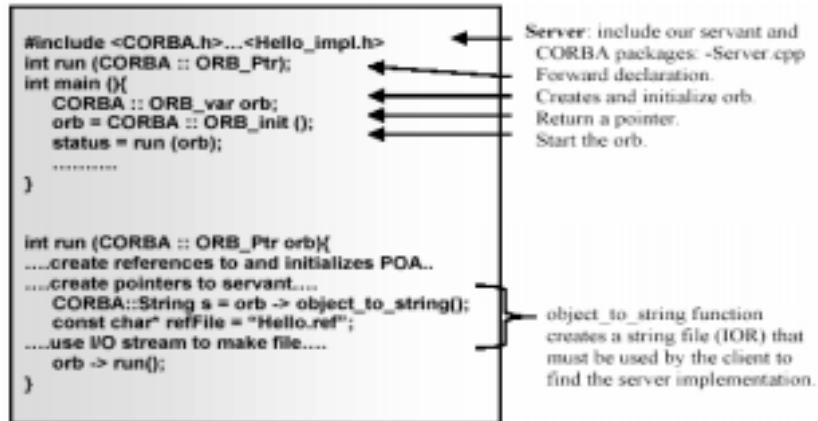 #include <CORBA.h>...<Hello_impl.h>
int run (CORBA :: ORB_Ptr);
int main (){
CORBA :: ORB_var orb;
orb = CORBA :: ORB_init ();
status = run (orb);
..........
}
int run (CORBA :: ORB_Ptr orb){
....create references to and initializes POA..
....create pointers to servant....
CORBA::String s = orb -> object_to_string();
const char* refFile = "Hello.ref";
....use I/O stream to make file....
orb -> run();
}
Server: include our servant and
CORBA packages: -Server.cpp
Forward declaration.
Creates and initialize orb.
Return a pointer.
Start the orb.
object_to_string function
creates a string file (IOR) that
must be used by the client to
find the server implementation.